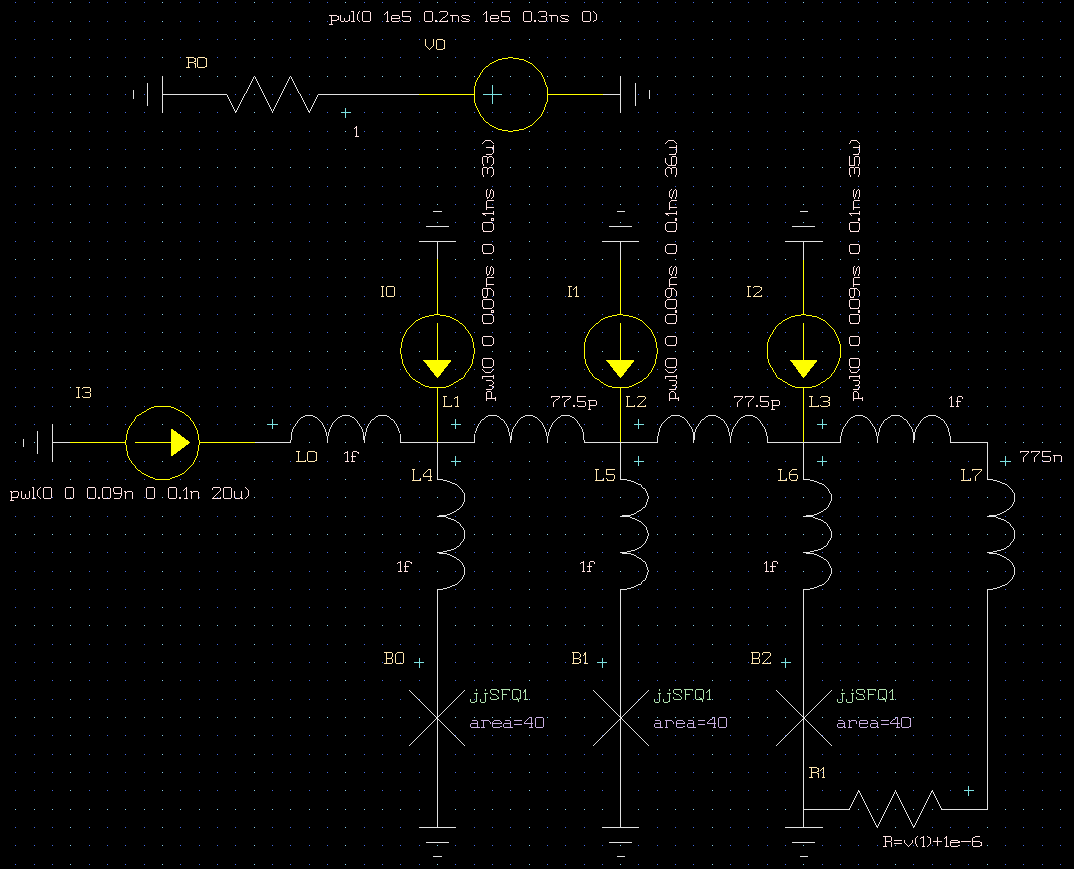 pwl(0 1e5 0.2ns 1e5 0.3ns 0)
V0
R0
1
pwl(0 0 0.09ns 0 0.1ns 33u)
pwl(0 0 0.09ns 0 0.1ns 36u)
pwl(0 0 0.09ns 0 0.1ns 35u)
I0
I1
I2
I3
L1
77.5p
L2
77.5p
L3
1f
L0
1f
pwl(0 0 0.09n 0 0.1n 20u)
L4
L5
L6
L7
775n
1f
1f
1f
B0
B1
B2
jjSFQ1
area=40
jjSFQ1
area=40
jjSFQ1
area=40
R1
R=v(1)+1e-6